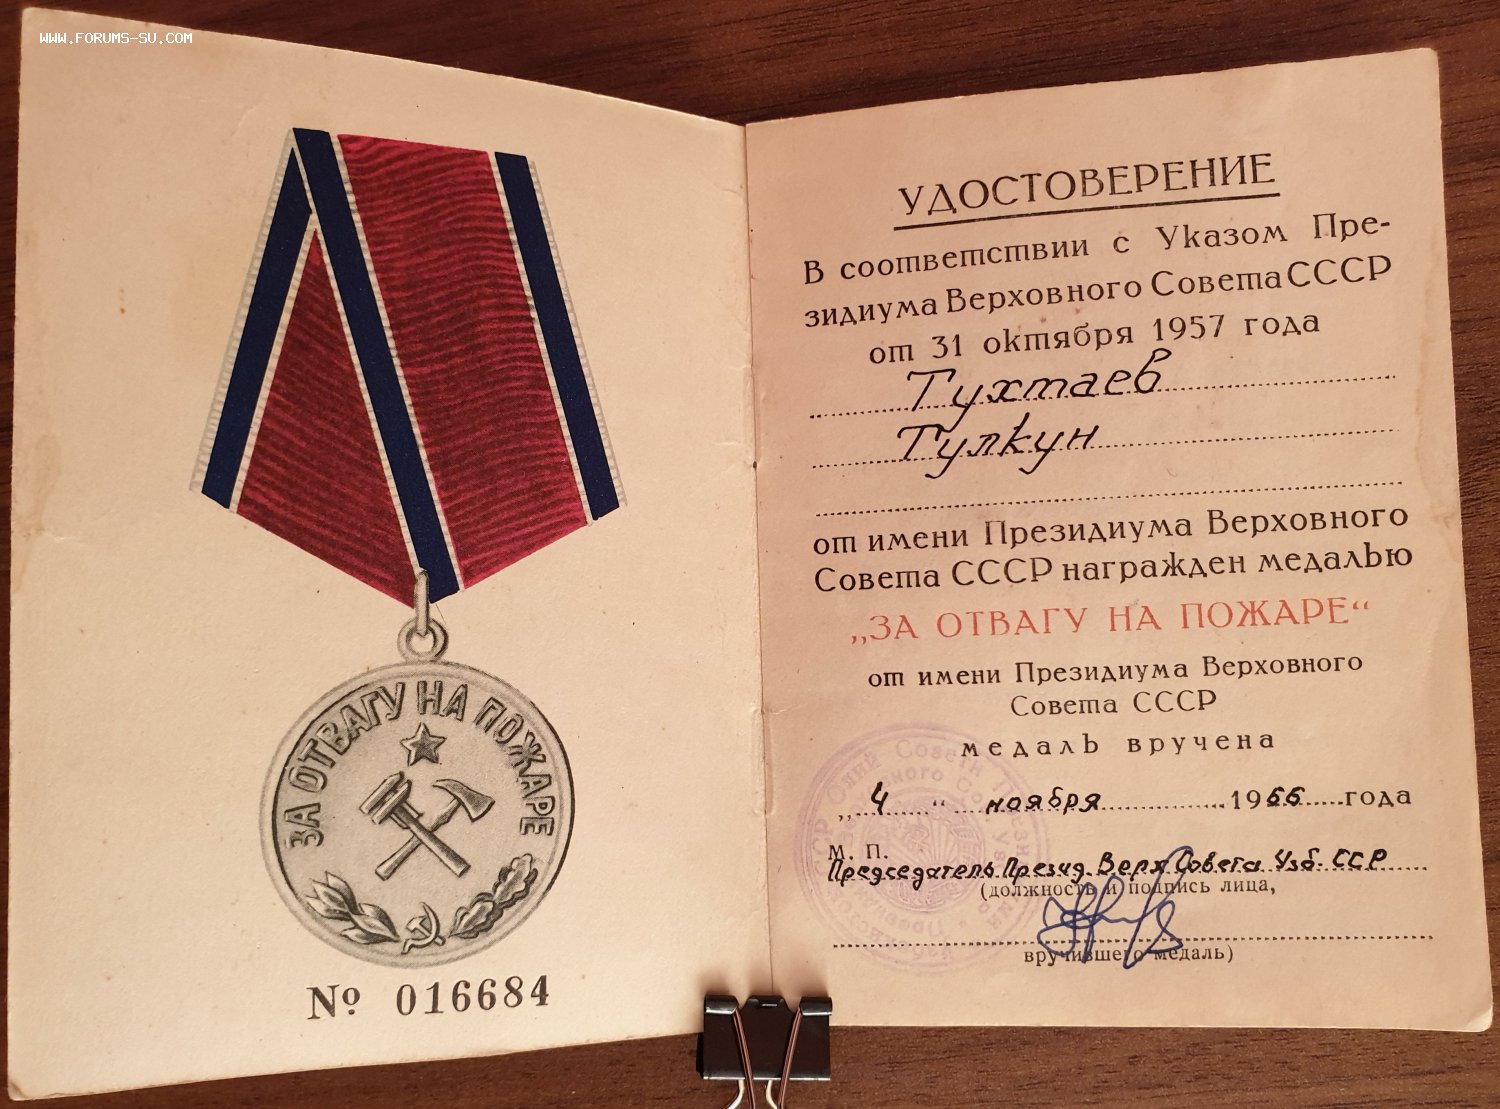 WWW.FORUMS-SU.COM
ЗА ОТВАГУ НА ПОЖАРЕ
№ 016684
УДОСТОВЕРЕНИЕ
В соответствии с Указом Пре-
зидиума Верховного Совета СССР
от 31 октября 1957 года
Тухтаев
Тулкун
от имени Президиума Верховного
Совета СССР награжден медалью
„ЗА ОТВАГУ НА ПОЖАРЕ“
от имени Президиума Верховного
Совета СССР
медаль вручена
„4“ ноября 1966 года
М. П.
Председатель Презид. Верх Совета Узб. ССР
(должность и подпись лица,
вручившего медаль)